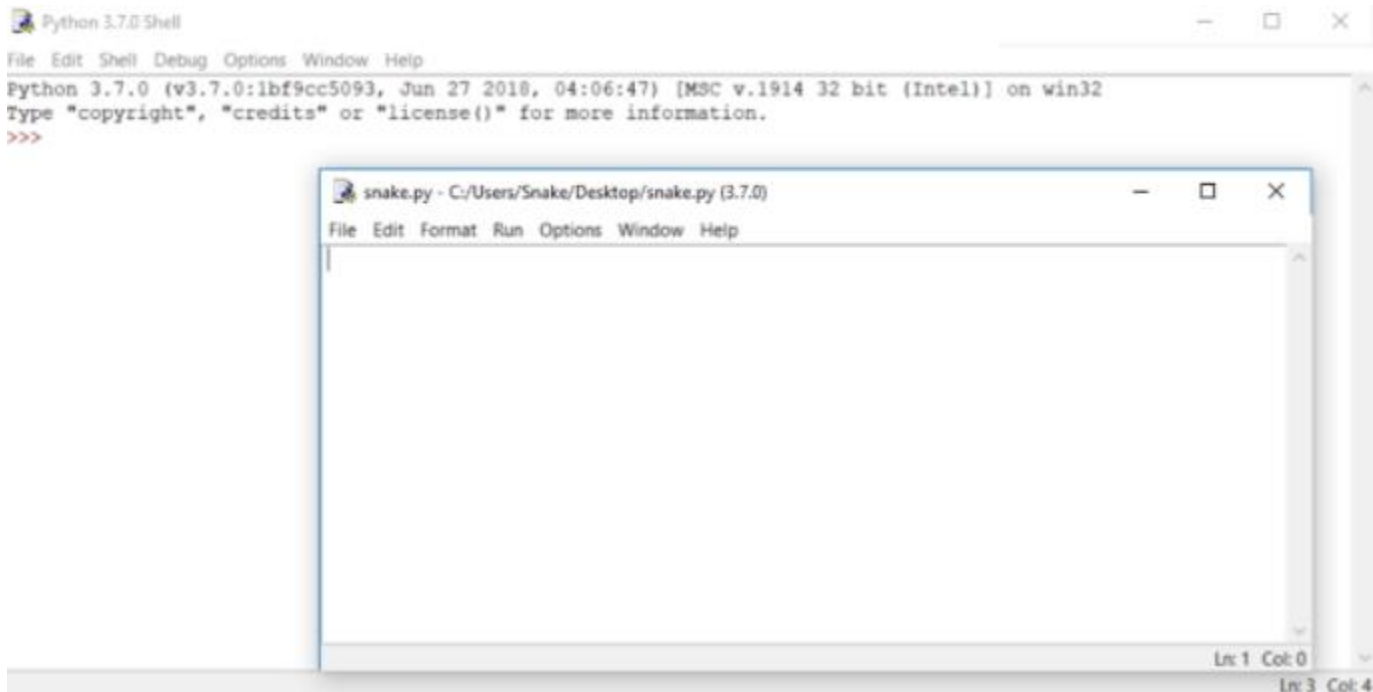 Python 3.7.0 Shell
File Edit Shell Debug Options Window Help
Python 3.7.0 (v3.7.0:1bf9cc5093, Jun 27 2018, 04:06:47) [MSC v.1914 32 bit (Intel)] on win32
Type "copyright", "credits" or "license()" for more information.
>>>
snake.py - C:/Users/Snake/Desktop/snake.py (3.7.0)
File Edit Format Run Options Window Help
Ln: 1 Col: 0
Ln: 3 Col: 4